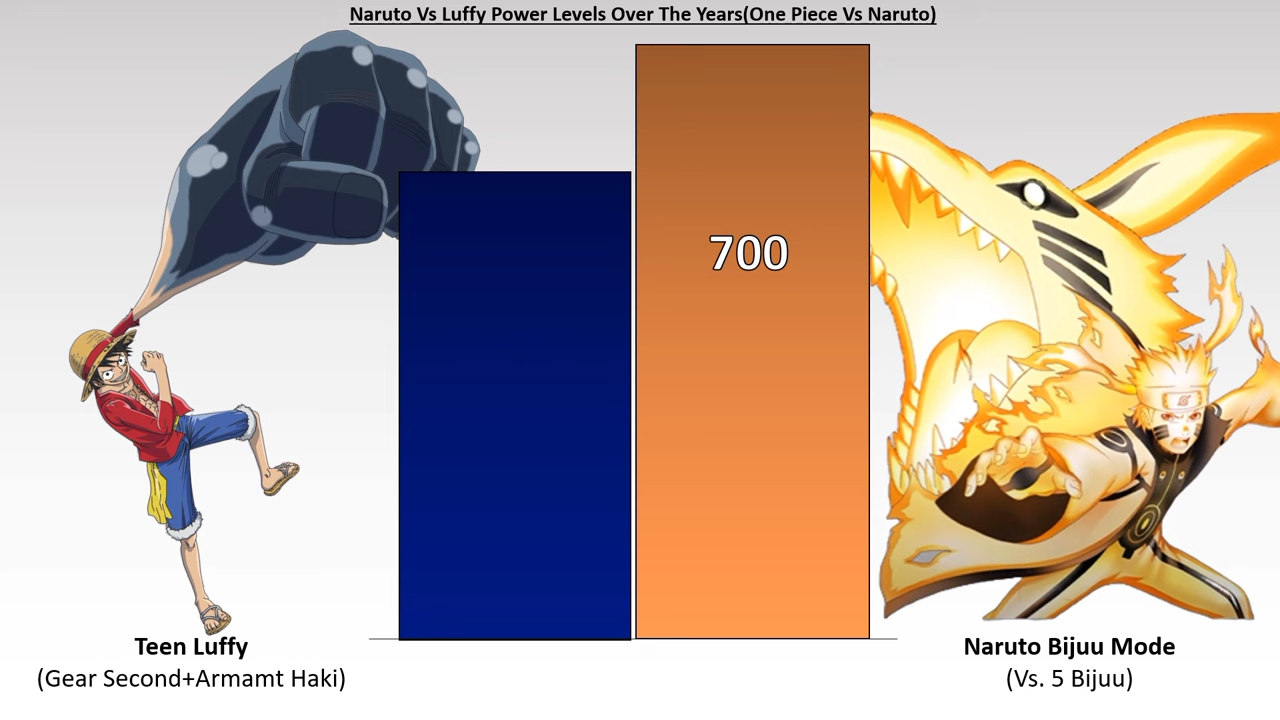 Naruto Vs Luffy Power Levels Over The Years(One Piece Vs Naruto)
700
Teen Luffy
(Gear Second+Armamt Haki)
Naruto Bijuu Mode
(Vs. 5 Bijuu)